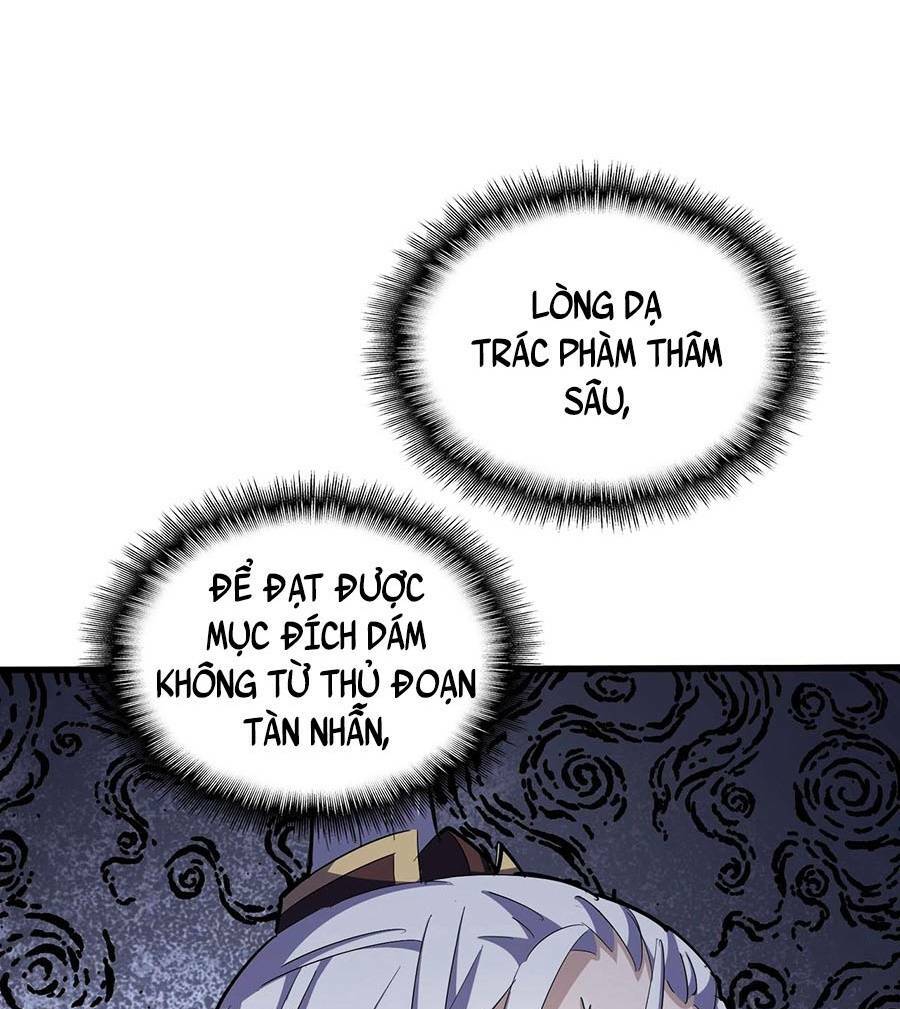 LÒNG DẠ
TRÁC PHÀM THÂM
SÂU,
ĐỂ ĐẠT ĐƯỢC
MỤC ĐÍCH DÁM
KHÔNG TỪ THỦ ĐOẠN
TÀN NHẪN,